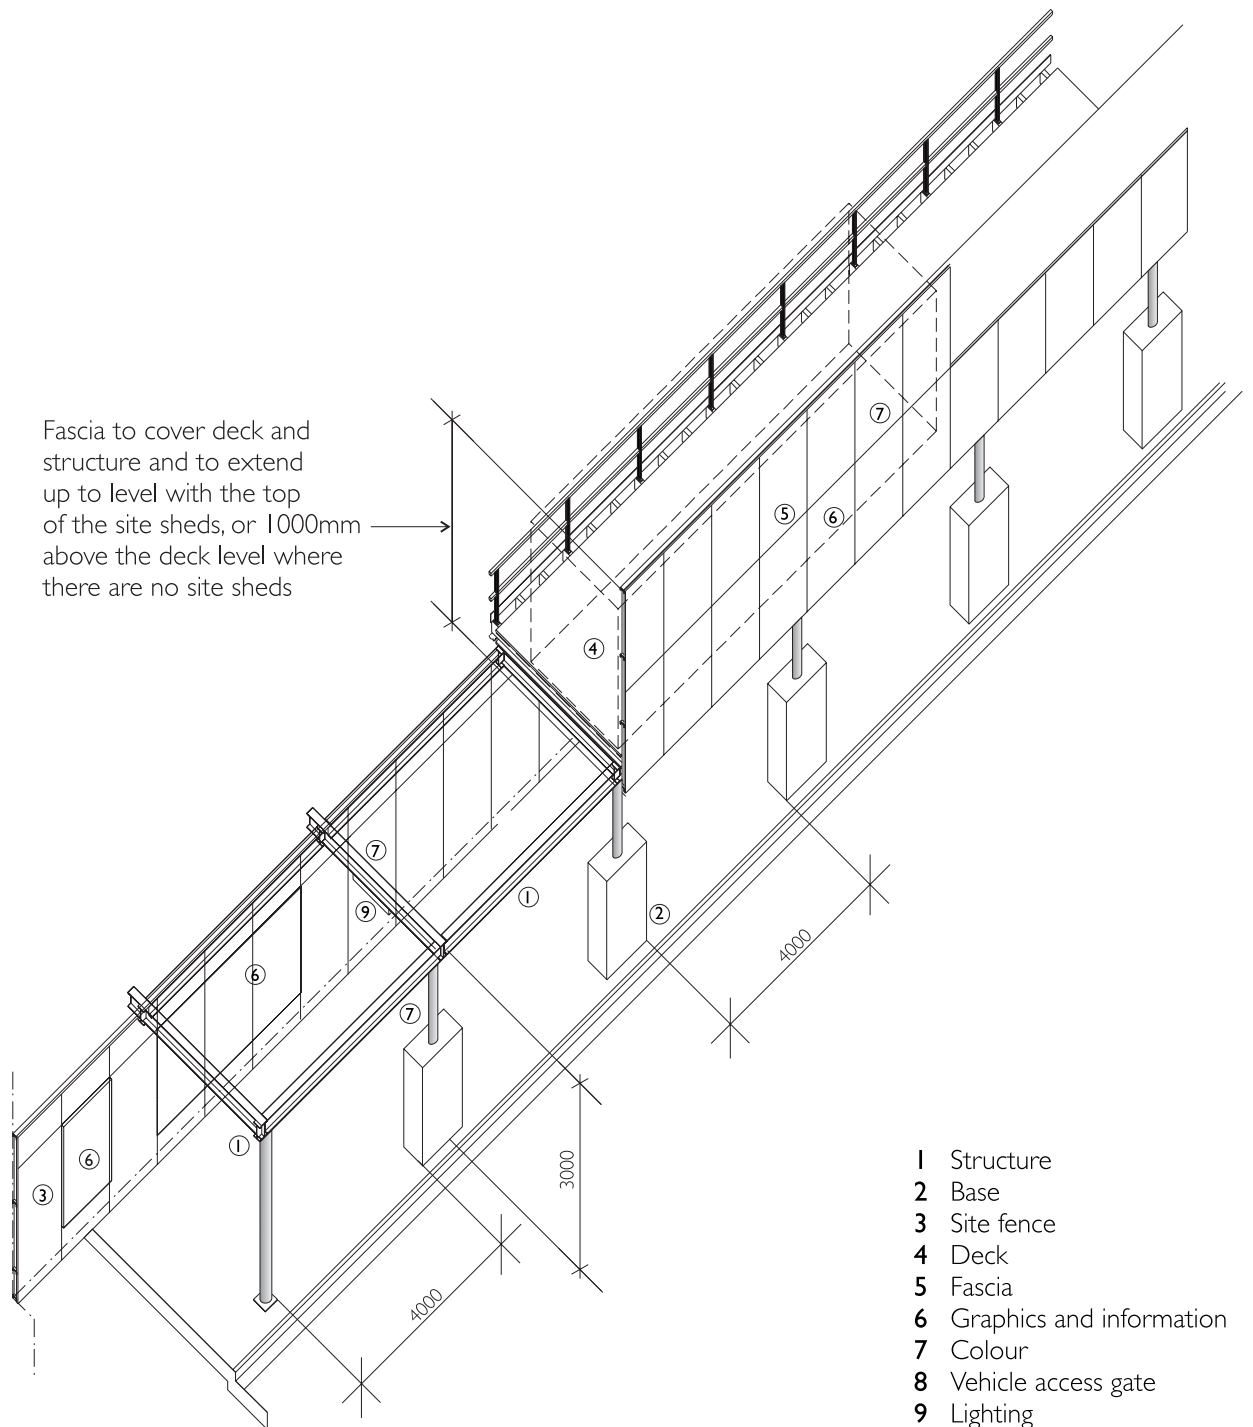 Fascia to cover deck and
structure and to extend
up to level with the top
of the site sheds, or 1000mm
above the deck level where
there are no site sheds
7
5
6
4
7
1
9
2
4000
6
7
1
6
3
3000
4000
1 Structure
2 Base
3 Site fence
4 Deck
5 Fascia
6 Graphics and information
7 Colour
8 Vehicle access gate
9 Lighting